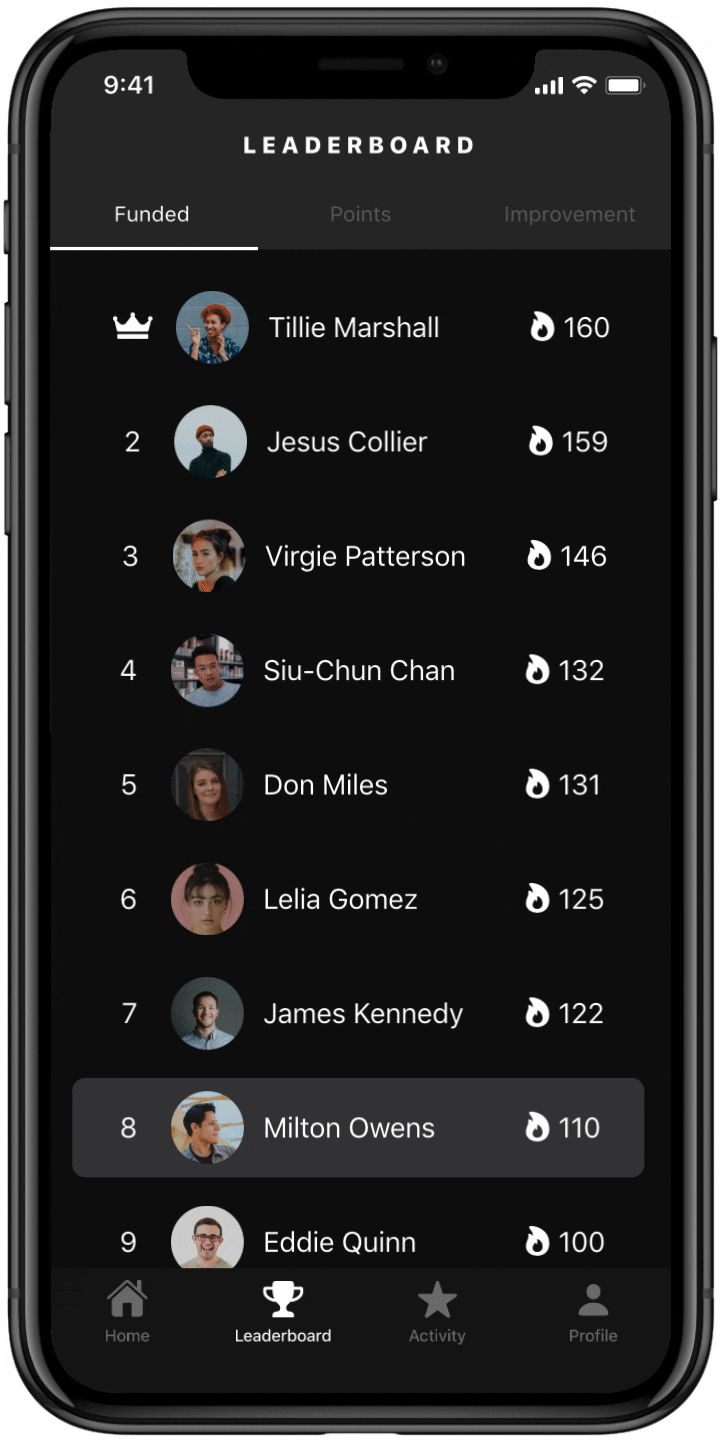 9:41
LEADERBOARD
Funded Points Improvement
Tillie Marshall 160
2 Jesus Collier 159
3 Virgie Patterson 146
4 Siu-Chun Chan 132
5 Don Miles 131
6 Lelia Gomez 125
7 James Kennedy 122
8 Milton Owens 110
9 Eddie Quinn 100
Home Leaderboard Activity Profile